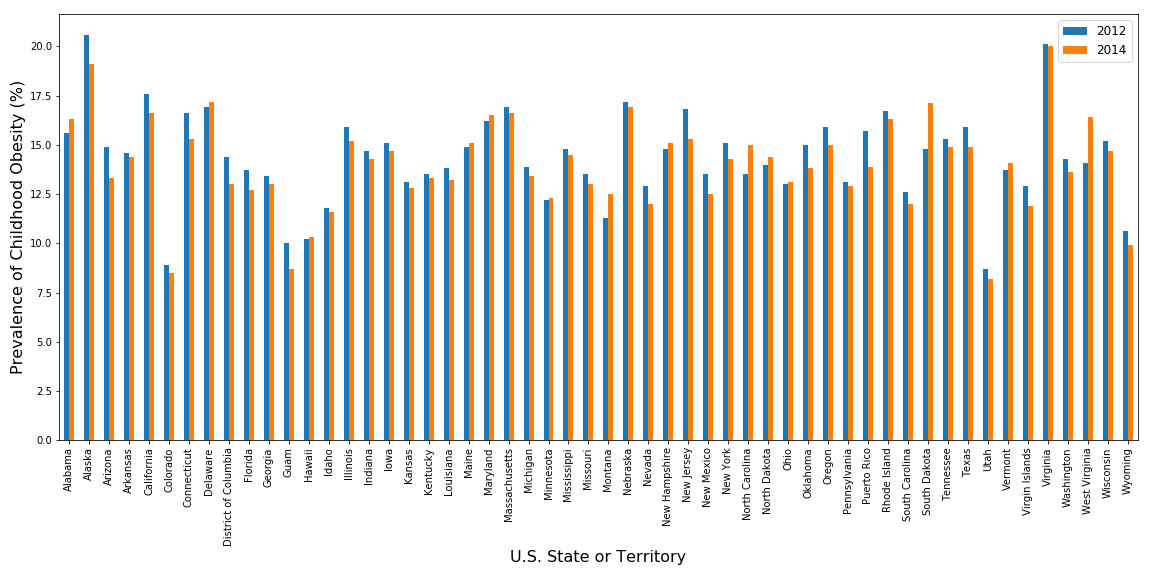 2012
2014
Prevalence of Childhood Obesity (%)
20.0
17.5
15.0
12.5
10.0
7.5
5.0
2.5
0.0
Alabama
Alaska
Arizona
Arkansas
California
Colorado
Connecticut
Delaware
District of Columbia
Florida
Georgia
Guam
Hawaii
Idaho
Illinois
Indiana
Iowa
Kansas
Kentucky
Louisiana
Maine
Maryland
Massachusetts
Michigan
Minnesota
Mississippi
Missouri
Montana
Nebraska
Nevada
New Hampshire
New Jersey
New Mexico
New York
North Carolina
North Dakota
Ohio
Oklahoma
Oregon
Pennsylvania
Puerto Rico
Rhode Island
South Carolina
South Dakota
Tennessee
Texas
Utah
Vermont
Virgin Islands
Virginia
Washington
West Virginia
Wisconsin
Wyoming
U.S. State or Territory